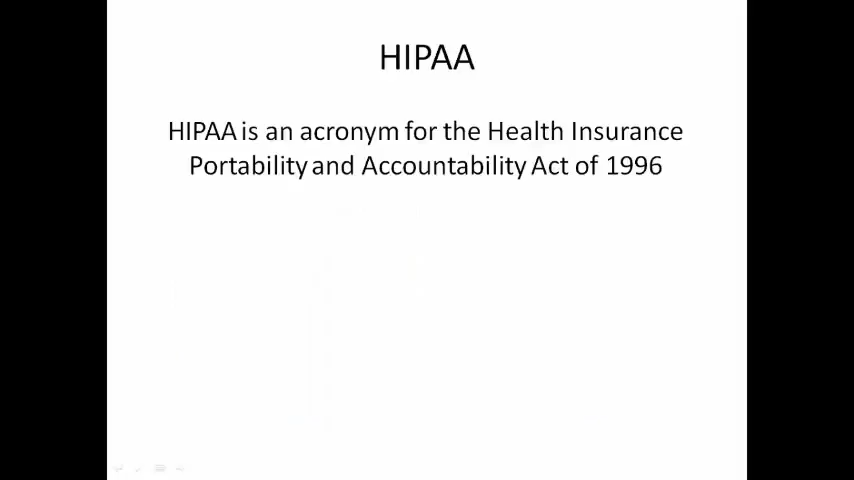 HIPAA
HIPAA is an acronym for the Health Insurance
Portability and Accountability Act of 1996